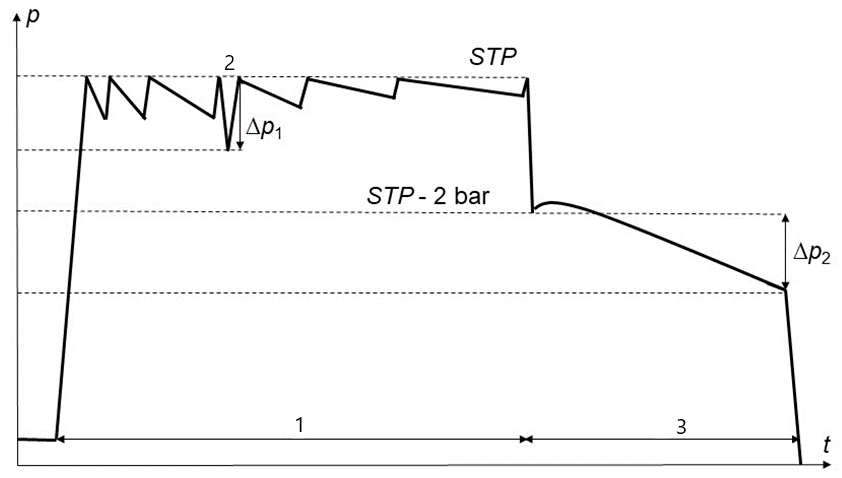 p
2
STP
Δp₁
STP - 2 bar
Δp₂
1
3
t